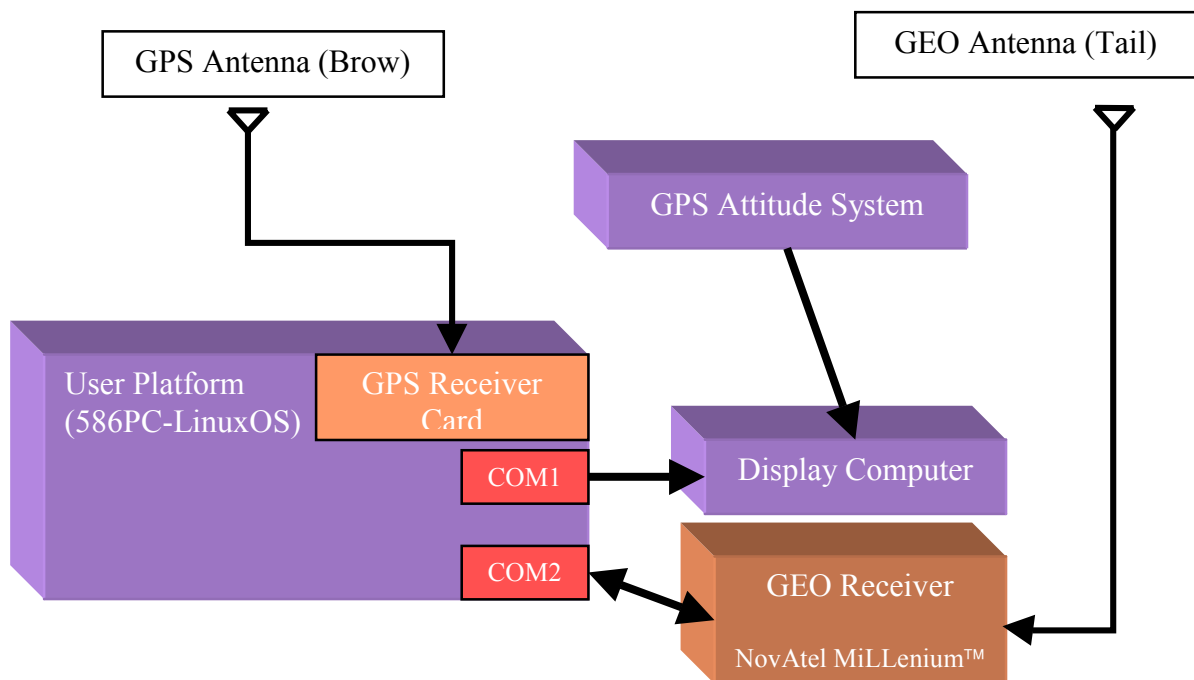 GPS Antenna (Brow)
GEO Antenna (Tail)
GPS Attitude System
User Platform
(586PC-LinuxOS)
GPS Receiver
Card
COM1
Display Computer
COM2
GEO Receiver
NovAtel MiLLenium™